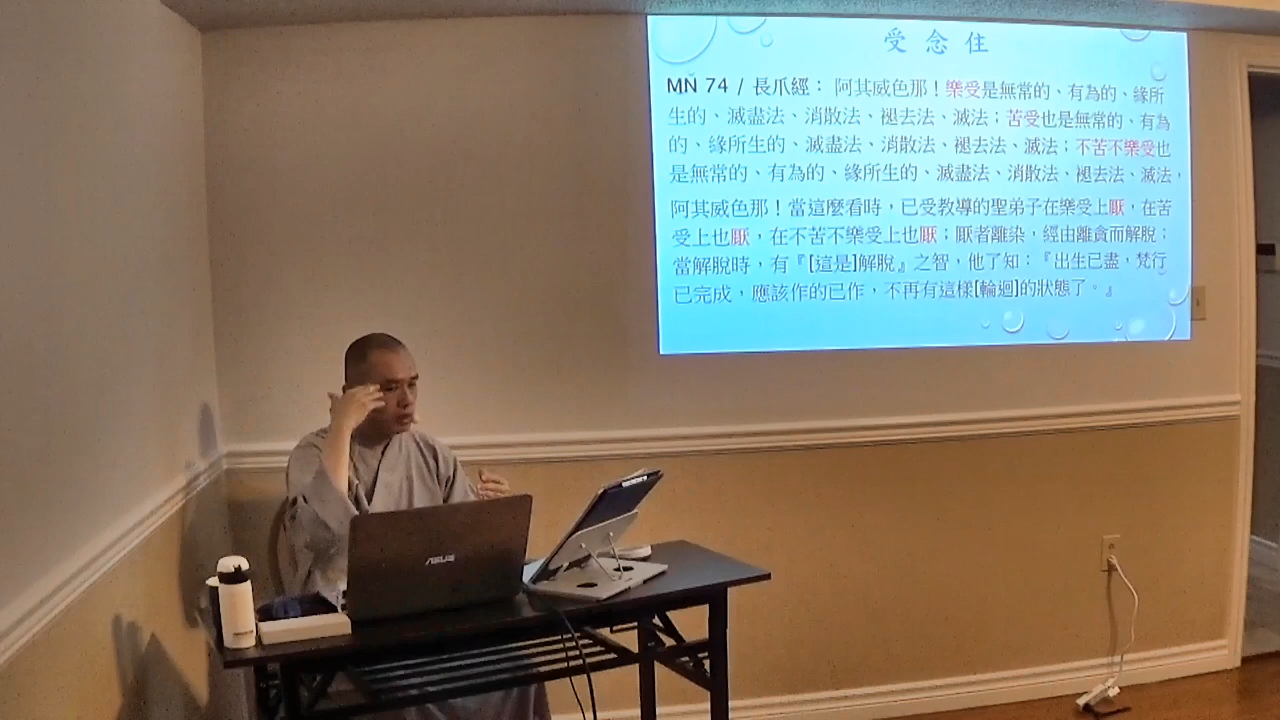 受念住
MN 74 / 長爪經： 阿其威色那！樂受是無常的、有為的、緣所
生的、滅盡法、消散法、褪去法、滅法；苦受也是無常的、有為
的、緣所生的、滅盡法、消散法、褪去法、滅法；不苦不樂受也
是無常的、有為的、緣所生的、滅盡法、消散法、褪去法、滅法，
阿其威色那！當這麼看時，已受教導的聖弟子在樂受上厭，在苦
受上也厭，在不苦不樂受上也厭；厭者離染，經由離貪而解脫；
當解脫時，有『[這是]解脫』之智，他了知：『出生已盡，梵行
已完成，應該作的已作，不再有這樣[輪迴]的狀態了。』
ASUS